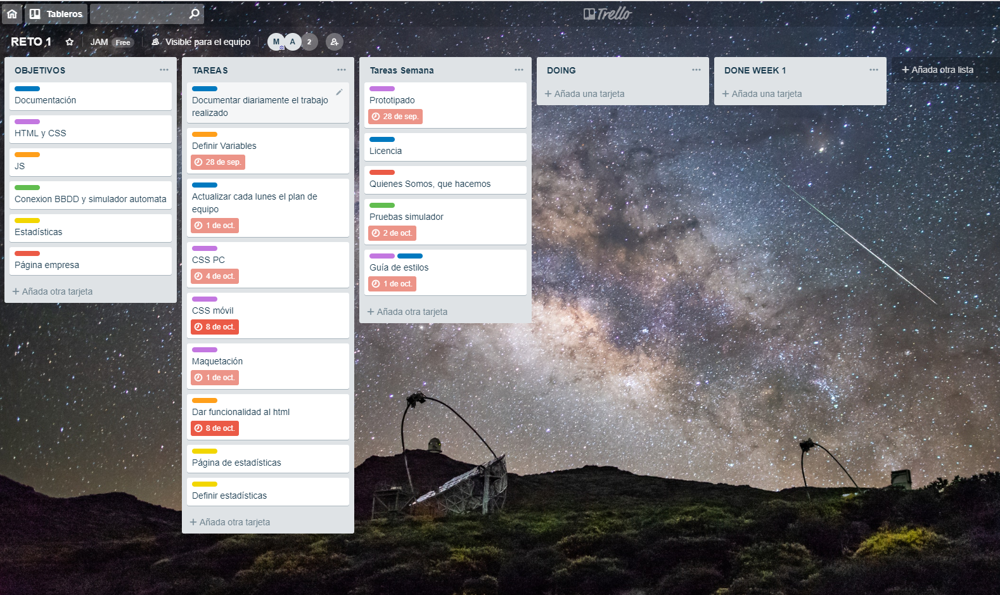 Tableros
Trello
RETO 1
JAM Free
Visible para el equipo
M A 2
OBJETIVOS
Documentación
HTML y CSS
JS
Conexion BBDD y simulador automata
Estadísticas
Página empresa
+ Añada otra tarjeta
TAREAS
Documentar diariamente el trabajo
realizado
Definir Variables
28 de sep.
Actualizar cada lunes el plan de
equipo
1 de oct.
CSS PC
4 de oct.
CSS móvil
8 de oct.
Maquetación
1 de oct.
Dar funcionalidad al html
8 de oct.
Página de estadísticas
Definir estadísticas
+ Añada otra tarjeta
Tareas Semana
Prototipado
28 de sep.
Licencia
Quienes Somos, que hacemos
Pruebas simulador
2 de oct.
Guía de estilos
1 de oct.
+ Añada otra tarjeta
DOING
+ Añada una tarjeta
DONE WEEK 1
+ Añada una tarjeta
+ Añada otra lista